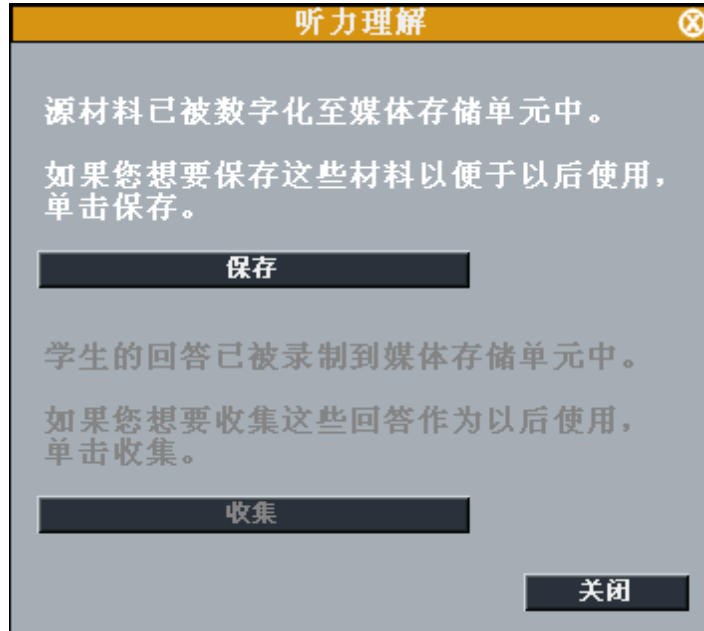 听力理解
源材料已被数字化至媒体存储单元中。
如果您想要保存这些材料以便于以后使用，
单击保存。
保存
学生的回答已被录制到媒体存储单元中。
如果您想要收集这些回答作为以后使用，
单击收集。
收集
关闭